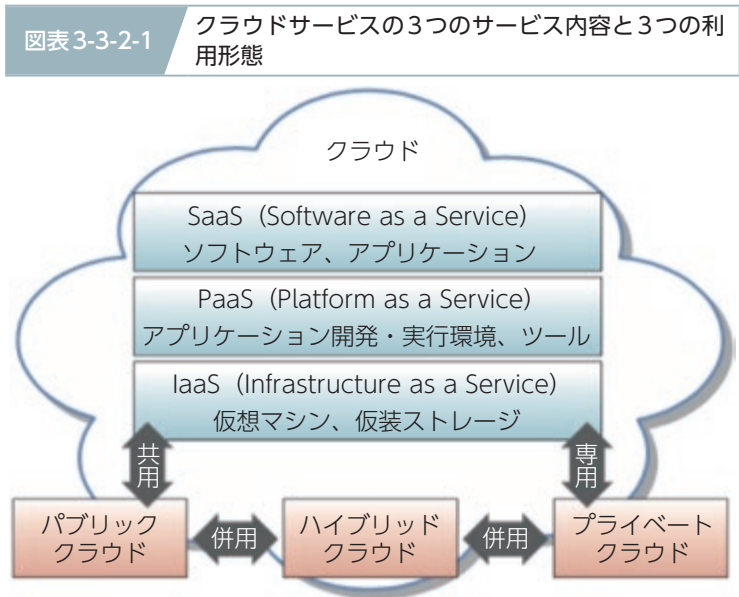 図表3-3-2-1
クラウドサービスの3つのサービス内容と3つの利
用形態
クラウド
SaaS（Software as a Service）
ソフトウェア、アプリケーション
PaaS（Platform as a Service）
アプリケーション開発・実行環境、ツール
IaaS（Infrastructure as a Service）
仮想マシン、仮装ストレージ
共用
専用
パブリック
クラウド
併用
ハイブリッド
クラウド
併用
プライベート
クラウド